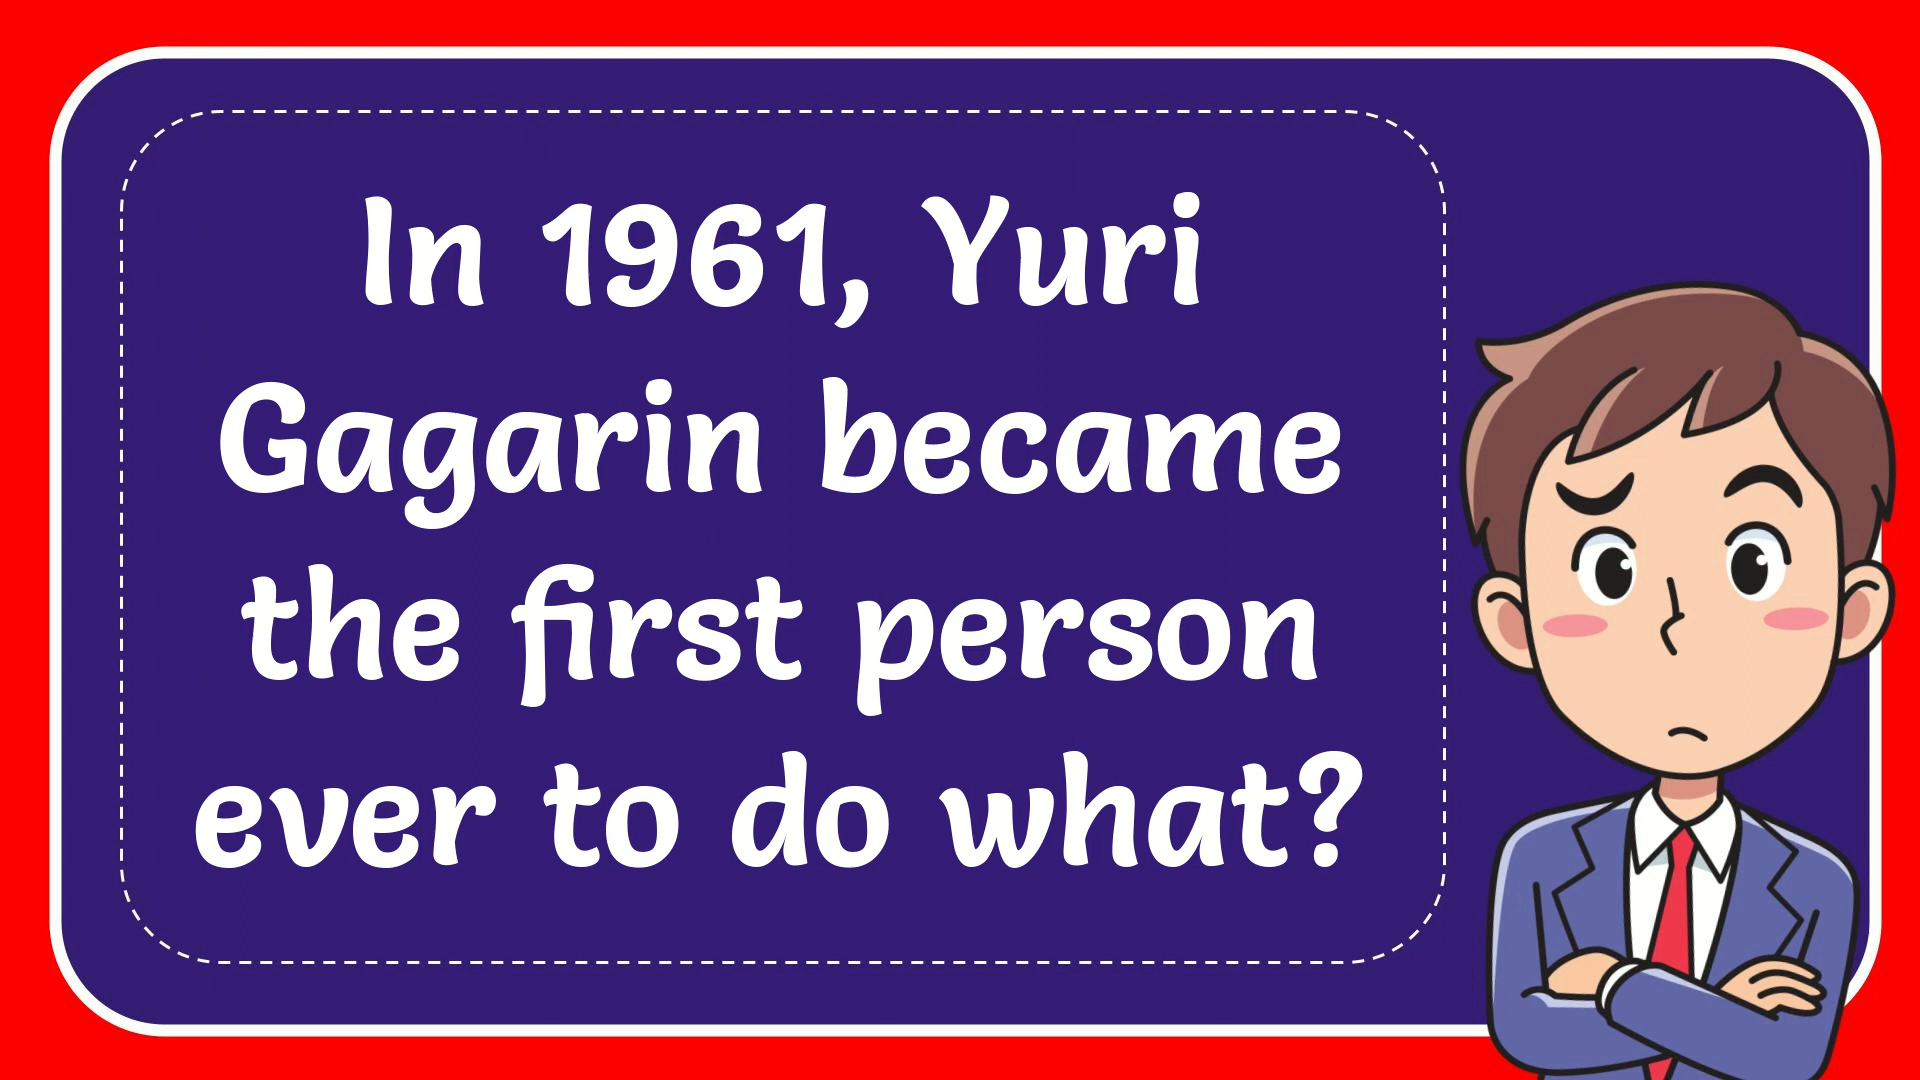 In 1961, Yuri
Gagarin became
the first person
ever to do what?